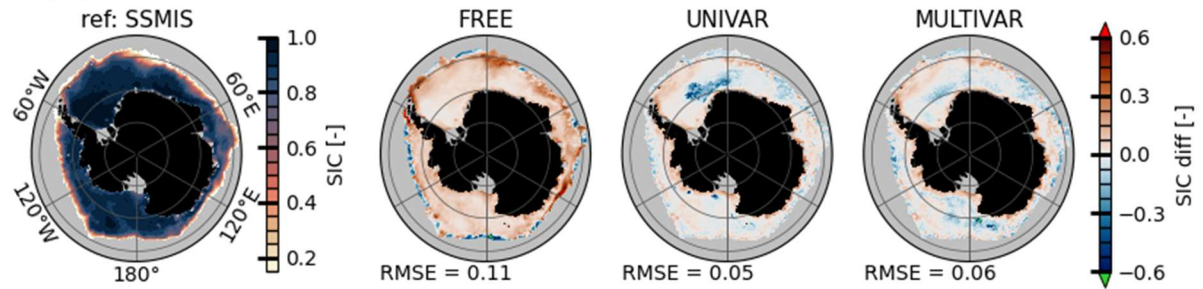 ref: SSMIS
FREE
UNIVAR
MULTIVAR
60°W
60°E
120°W
120°E
180°
1.0
0.8
0.6
0.4
0.2
SIC [-]
RMSE = 0.11
RMSE = 0.05
RMSE = 0.06
0.6
0.3
0.0
−0.3
−0.6
SIC diff [-]